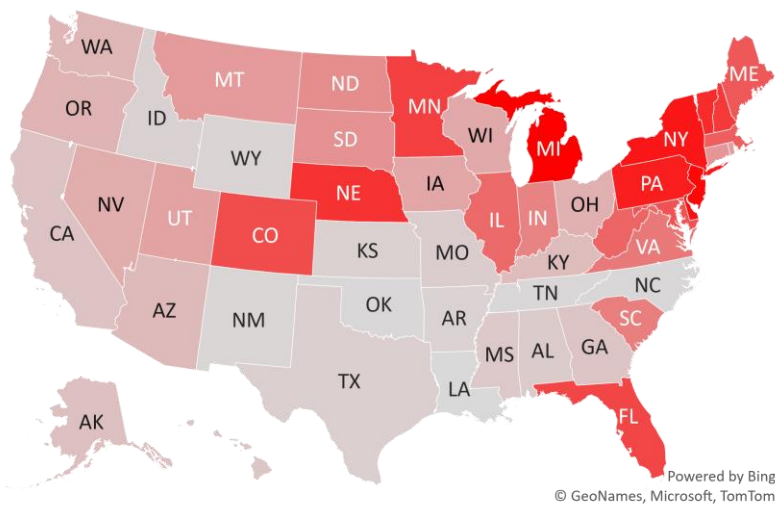 WA
MT
ND
MN
ME
OR
ID
SD
WI
NY
WY
MI
NE
IA
PA
NV
UT
CO
IL
IN
OH
CA
KS
MO
KY
VA
AZ
NM
OK
TN
NC
AR
SC
TX
MS
AL
GA
LA
AK
FL
Powered by Bing
© GeoNames, Microsoft, TomTom